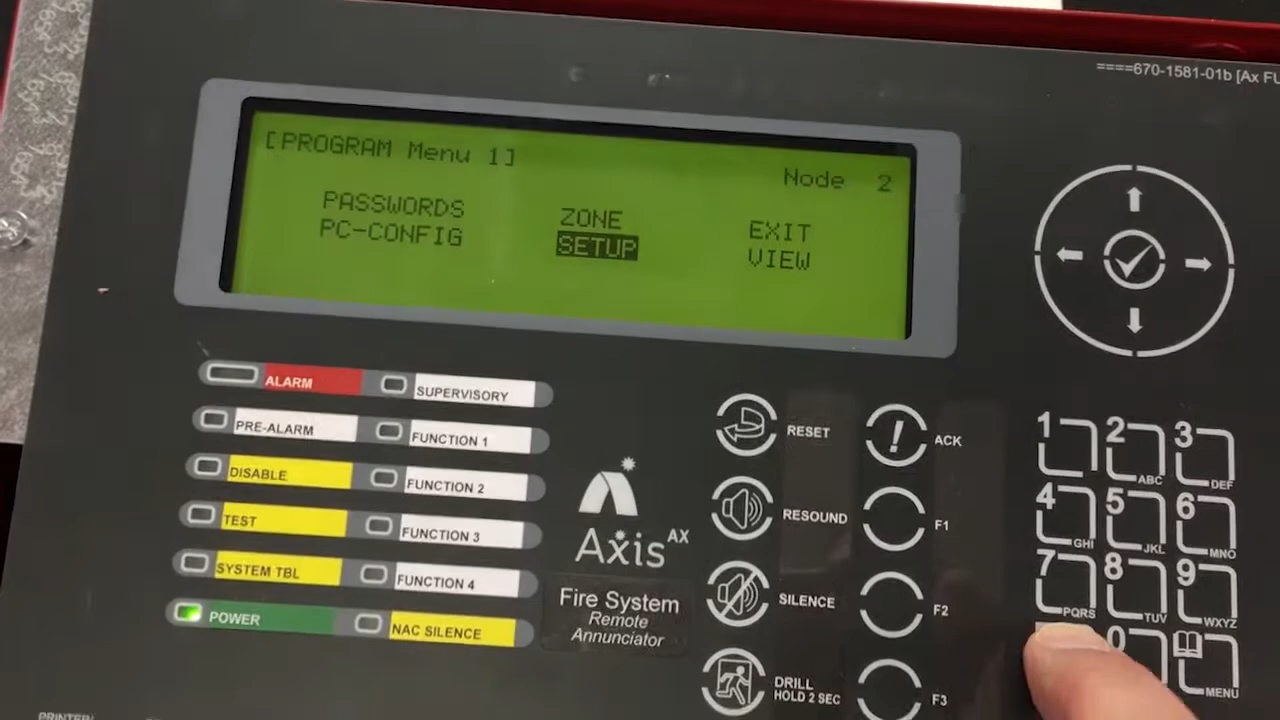 ====670-1581-01b [Ax FU
[PROGRAM Menu 1]
Node 2
PASSWORDS ZONE EXIT
PC-CONFIG SETUP VIEW
ALARM SUPERVISORY
PRE-ALARM FUNCTION 1
DISABLE FUNCTION 2
TEST FUNCTION 3
SYSTEM TBL FUNCTION 4
POWER NAC SILENCE
Axis AX
Fire System
Remote
Annunciator
RESET ACK
RESOUND F1
SILENCE F2
DRILL
HOLD 2 SEC F3
1 2 ABC 3 DEF
4 GHI 5 JKL 6 MNO
7 PQRS 8 TUV 9 WXYZ
0 MENU